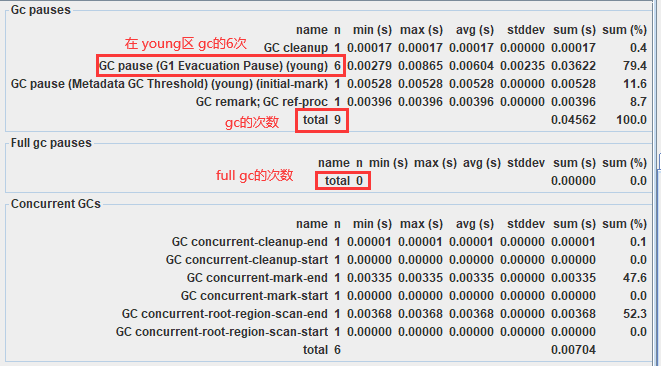 Gc pauses
在 young区 gc的6次
name n min (s) max (s) avg (s) stddev sum (s) sum (%)
GC cleanup 1 0.00017 0.00017 0.00017 0.00000 0.00017 0.4
GC pause (G1 Evacuation Pause) (young) 6 0.00279 0.00865 0.00604 0.00235 0.03622 79.4
GC pause (Metadata GC Threshold) (young) (initial-mark) 1 0.00528 0.00528 0.00528 0.00000 0.00528 11.6
GC remark; GC ref-proc 1 0.00396 0.00396 0.00396 0.00000 0.00396 8.7
gc的次数 total 9 0.04562 100.0
Full gc pauses
name n min (s) max (s) avg (s) stddev sum (s) sum (%)
full gc的次数 total 0 0.00000 0.0
Concurrent GCs
name n min (s) max (s) avg (s) stddev sum (s) sum (%)
GC concurrent-cleanup-end 1 0.00001 0.00001 0.00001 0.00000 0.00001 0.1
GC concurrent-cleanup-start 1 0.00000 0.00000 0.00000 0.00000 0.00000 0.0
GC concurrent-mark-end 1 0.00335 0.00335 0.00335 0.00000 0.00335 47.6
GC concurrent-mark-start 1 0.00000 0.00000 0.00000 0.00000 0.00000 0.0
GC concurrent-root-region-scan-end 1 0.00368 0.00368 0.00368 0.00000 0.00368 52.3
GC concurrent-root-region-scan-start 1 0.00000 0.00000 0.00000 0.00000 0.00000 0.0
total 6 0.00704